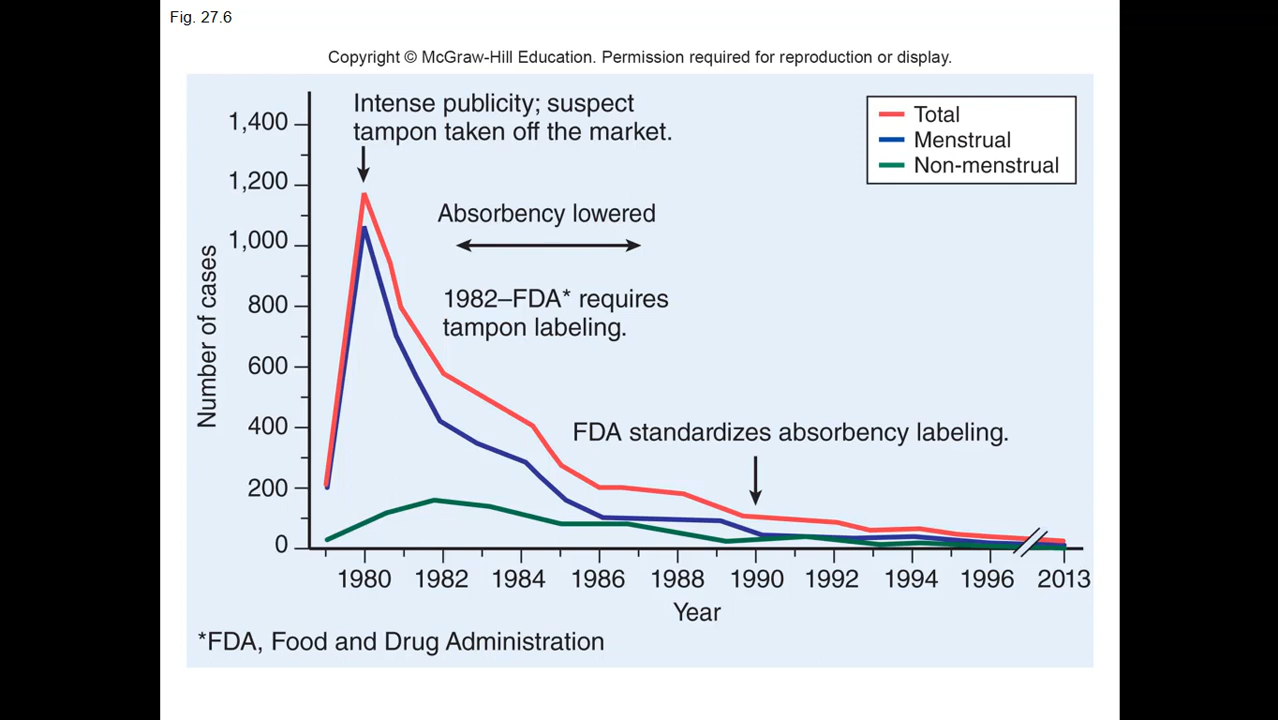 Fig. 27.6
Copyright © McGraw-Hill Education. Permission required for reproduction or display.
Intense publicity; suspect
tampon taken off the market.
Total
Menstrual
Non-menstrual
Absorbency lowered
1982–FDA* requires
tampon labeling.
FDA standardizes absorbency labeling.
Number of cases
1,400
1,200
1,000
800
600
400
200
0
1980 1982 1984 1986 1988 1990 1992 1994 1996 2013
Year
*FDA, Food and Drug Administration